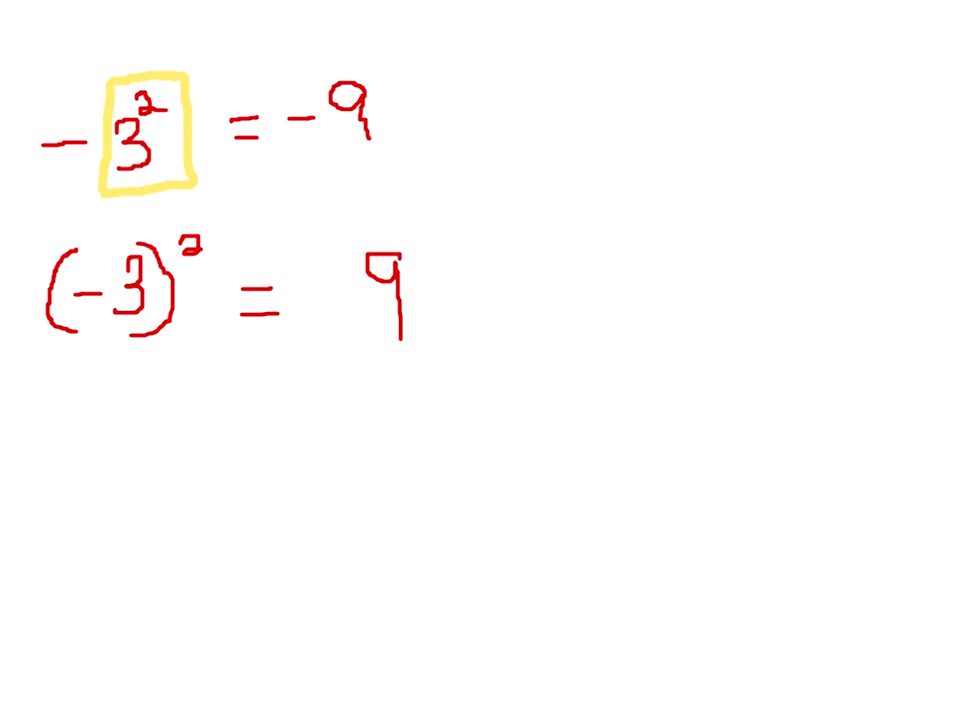 -3² = -9
(-3)² = 9